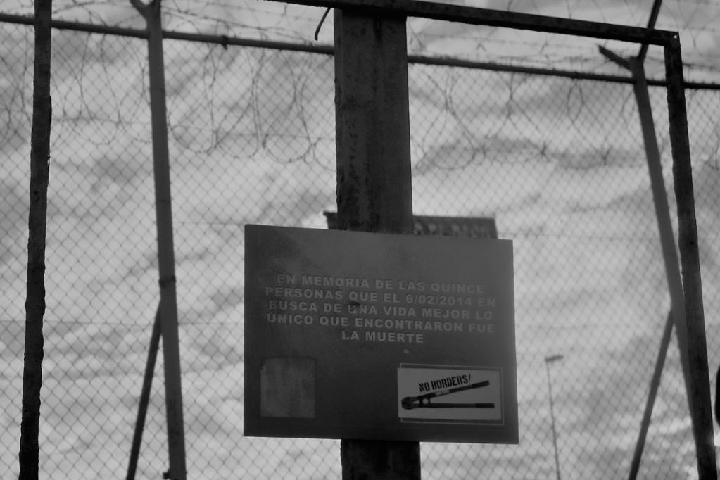 EN MEMORIA DE LAS QUINCE
PERSONAS QUE EL 6/02/2014 EN
BUSCA DE UNA VIDA MEJOR LO
ÚNICO QUE ENCONTRARON FUE
LA MUERTE
NO BORDERS!